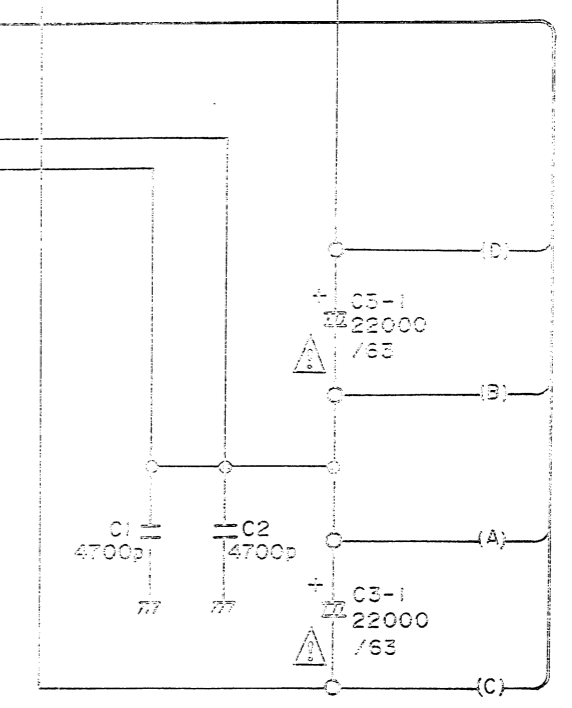 (D)
+ C3-1
22000
/63
!
(B)
C1
4700p
C2
4700p
(A)
+ C3-1
22000
/63
!
(C)